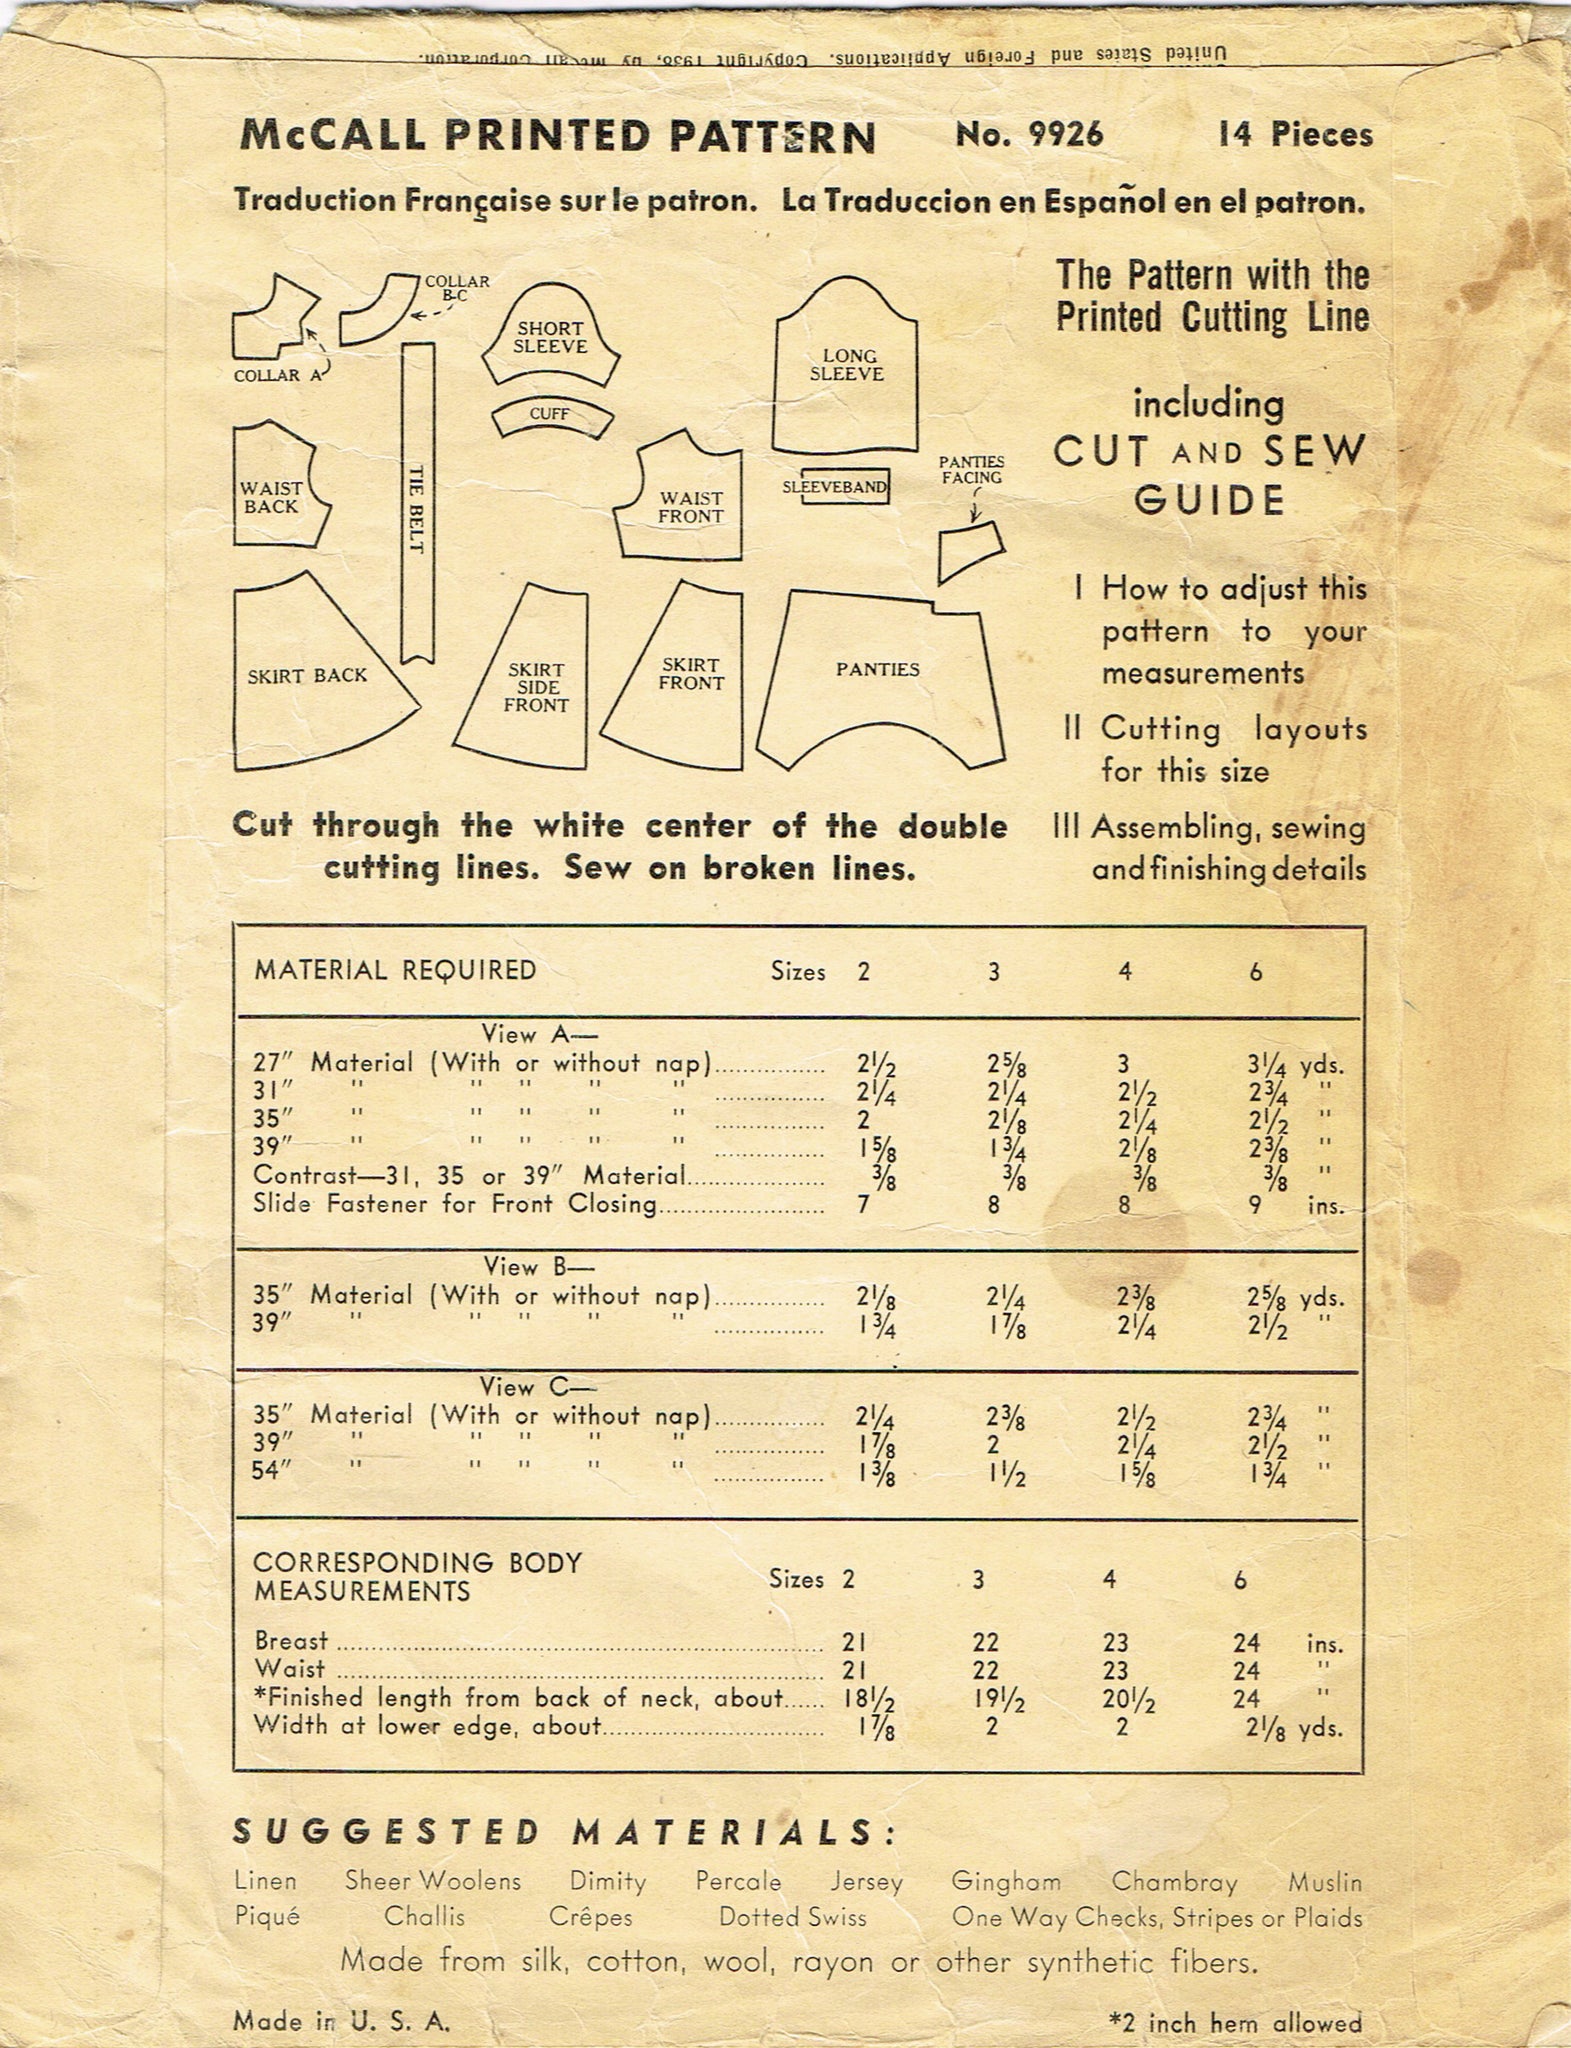 United States and Foreign Applications. Copyright 1938, by McCall Corporation.
McCALL PRINTED PATTERN No. 9926 14 Pieces
Traduction Française sur le patron. La Traduccion en Español en el patron.
COLLAR A
COLLAR
B-C
SHORT
SLEEVE
CUFF
LONG
SLEEVE
WAIST
BACK
TIE BELT
WAIST
FRONT
SLEEVEBAND
PANTIES
FACING
SKIRT BACK
SKIRT
SIDE
FRONT
SKIRT
FRONT
PANTIES
The Pattern with the
Printed Cutting Line
including
CUT AND SEW
GUIDE
I How to adjust this
pattern to your
measurements
II Cutting layouts
for this size
III Assembling, sewing
and finishing details
Cut through the white center of the double
cutting lines. Sew on broken lines.
MATERIAL REQUIRED Sizes 2 3 4 6
View A—
27" Material (With or without nap)............... 2½ 2⅝ 3 3¼ yds.
31" " " " " " ............... 2¼ 2¼ 2½ 2¾ "
35" " " " " " ............... 2 2⅛ 2¼ 2½ "
39" " " " " " ............... 1⅝ 1¾ 2⅛ 2⅜ "
Contrast—31, 35 or 39" Material................... ⅜ ⅜ ⅜ ⅜ "
Slide Fastener for Front Closing....................... 7 8 8 9 ins.
View B—
35" Material (With or without nap)............... 2⅛ 2¼ 2⅜ 2⅝ yds.
39" " " " " " ............... 1¾ 1⅞ 2¼ 2½ "
View C—
35" Material (With or without nap)............... 2¼ 2⅜ 2½ 2¾ "
39" " " " " " ............... 1⅞ 2 2¼ 2½ "
54" " " " " " ............... 1⅜ 1½ 1⅝ 1¾ "
CORRESPONDING BODY
MEASUREMENTS Sizes 2 3 4 6
Breast ............... 21 22 23 24 ins.
Waist ............... 21 22 23 24 "
*Finished length from back of neck, about...... 18½ 19½ 20½ 24 "
Width at lower edge, about............... 1⅞ 2 2 2⅛ yds.
SUGGESTED MATERIALS:
Linen Sheer Woolens Dimity Percale Jersey Gingham Chambray Muslin
Piqué Challis Crêpes Dotted Swiss One Way Checks, Stripes or Plaids
Made from silk, cotton, wool, rayon or other synthetic fibers.
Made in U. S. A. *2 inch hem allowed